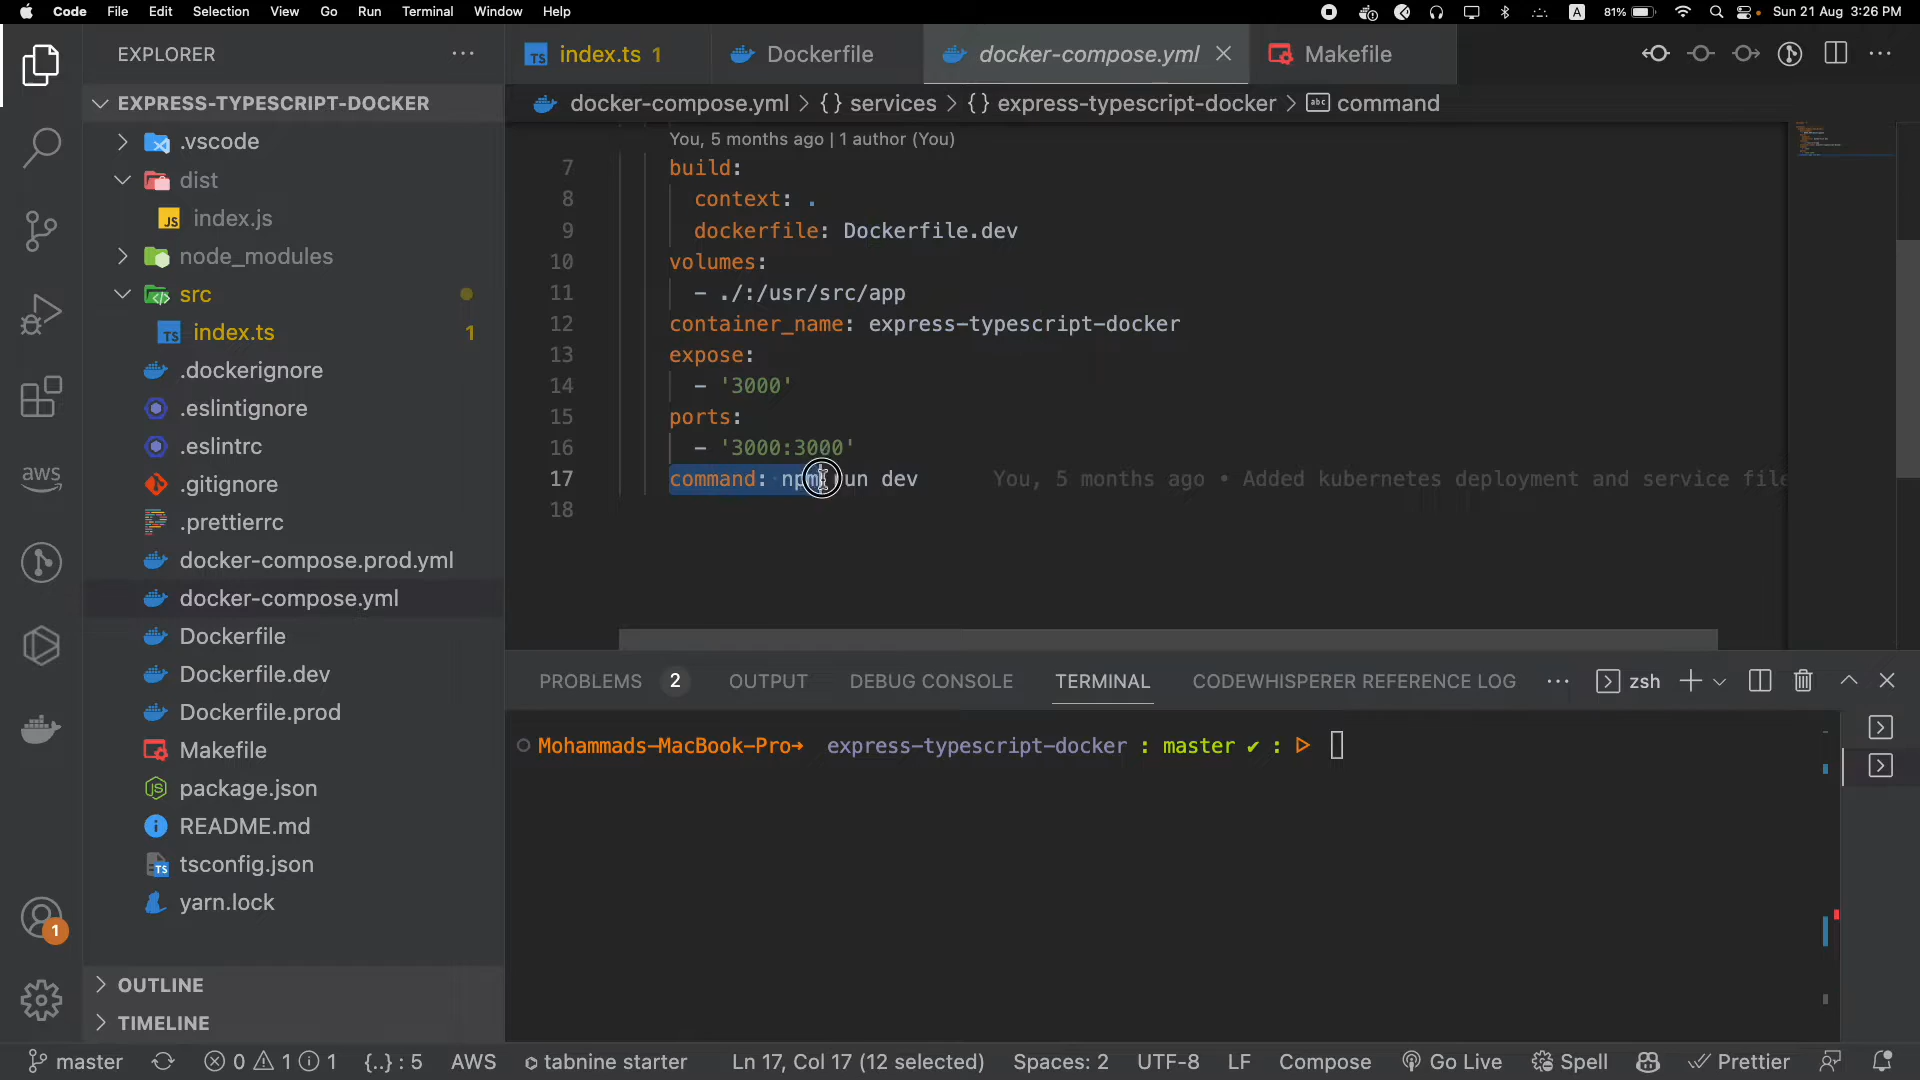 Code File Edit Selection View Go Run Terminal Window Help
A 81% Sun 21 Aug 3:26 PM
EXPLORER ···
TS index.ts 1 Dockerfile docker-compose.yml Makefile ···
EXPRESS-TYPESCRIPT-DOCKER
docker-compose.yml > {} services > {} express-typescript-docker > abc command
.vscode
dist
JS index.js
node_modules
src
TS index.ts 1
.dockerignore
.eslintignore
.eslintrc
.gitignore
.prettierrc
docker-compose.prod.yml
docker-compose.yml
Dockerfile
Dockerfile.dev
Dockerfile.prod
Makefile
package.json
README.md
TS tsconfig.json
yarn.lock
aws
1
OUTLINE
TIMELINE
You, 5 months ago | 1 author (You)
7 build:
8 context: .
9 dockerfile: Dockerfile.dev
10 volumes:
11 - ./:/usr/src/app
12 container_name: express-typescript-docker
13 expose:
14 - '3000'
15 ports:
16 - '3000:3000'
17 command: npm run dev You, 5 months ago • Added kubernetes deployment and service file
18
PROBLEMS 2 OUTPUT DEBUG CONSOLE TERMINAL CODEWHISPERER REFERENCE LOG ··· zsh
Mohammads-MacBook-Pro→ express-typescript-docker : master ✔ : ▷
master 0 1 1 {..} : 5 AWS tabnine starter Ln 17, Col 17 (12 selected) Spaces: 2 UTF-8 LF Compose Go Live Spell Prettier